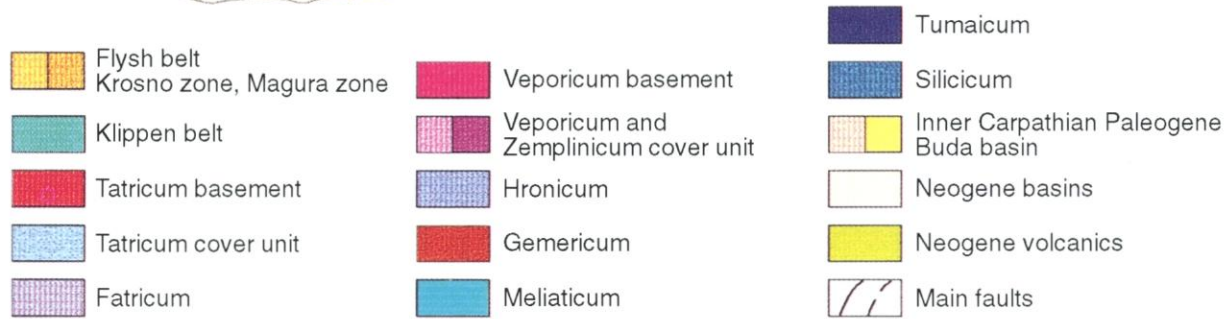 Flysh belt
Krosno zone, Magura zone
Klippen belt
Tatricum basement
Tatricum cover unit
Fatricum
Veporicum basement
Veporicum and
Zemplinicum cover unit
Hronicum
Gemericum
Meliaticum
Tumaicum
Silicicum
Inner Carpathian Paleogene
Buda basin
Neogene basins
Neogene volcanics
Main faults